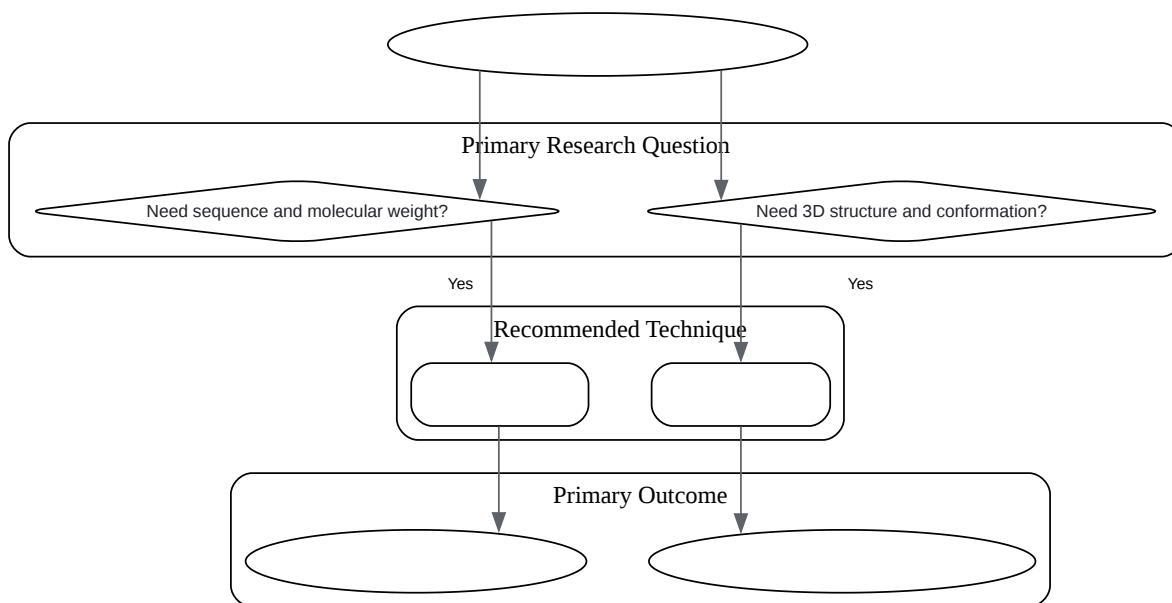 Primary Research Question
Need sequence and molecular weight?
Need 3D structure and conformation?
Yes
Yes
Recommended Technique
Primary Outcome